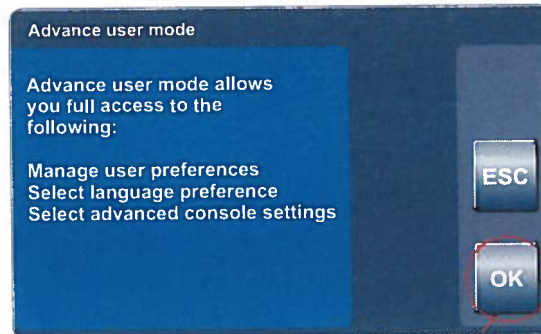 Advance user mode
Advance user mode allows
you full access to the
following:
Manage user preferences
Select language preference
Select advanced console settings
ESC
OK